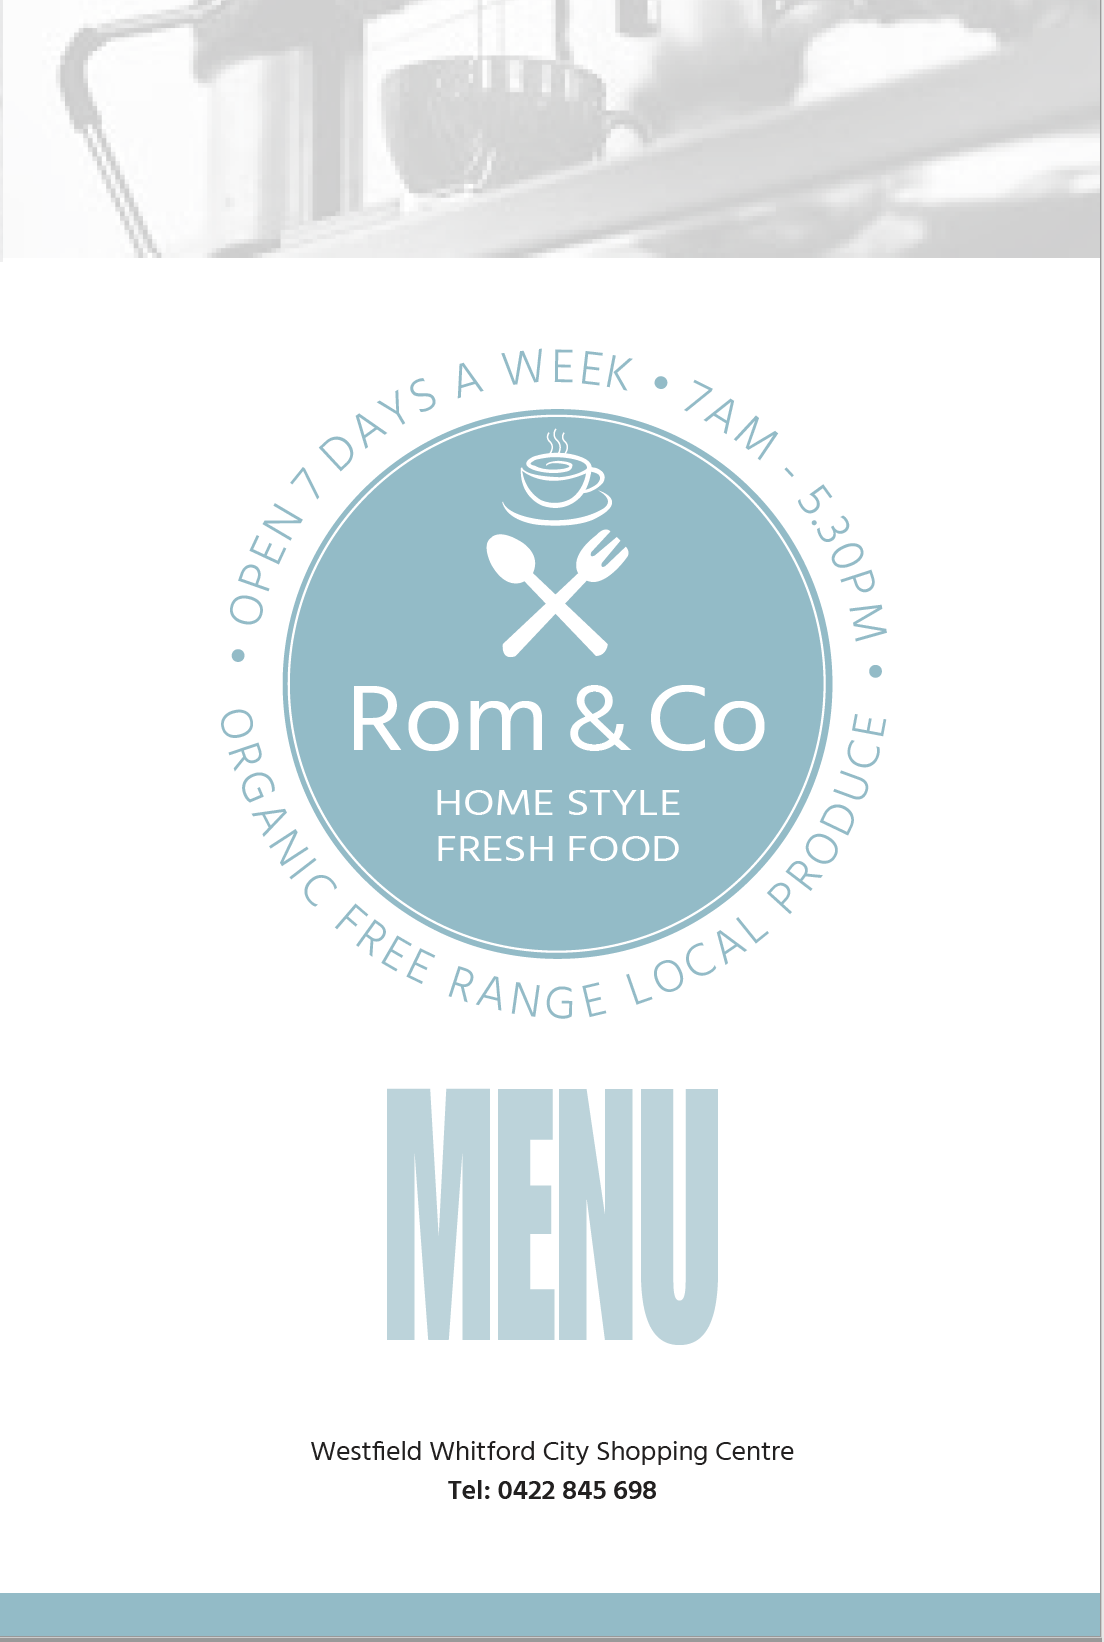 • OPEN 7 DAYS A WEEK • 7AM - 5.30PM •
Rom & Co
HOME STYLE
FRESH FOOD
ORGANIC FREE RANGE LOCAL PRODUCE
MENU
Westfield Whitford City Shopping Centre
Tel: 0422 845 698